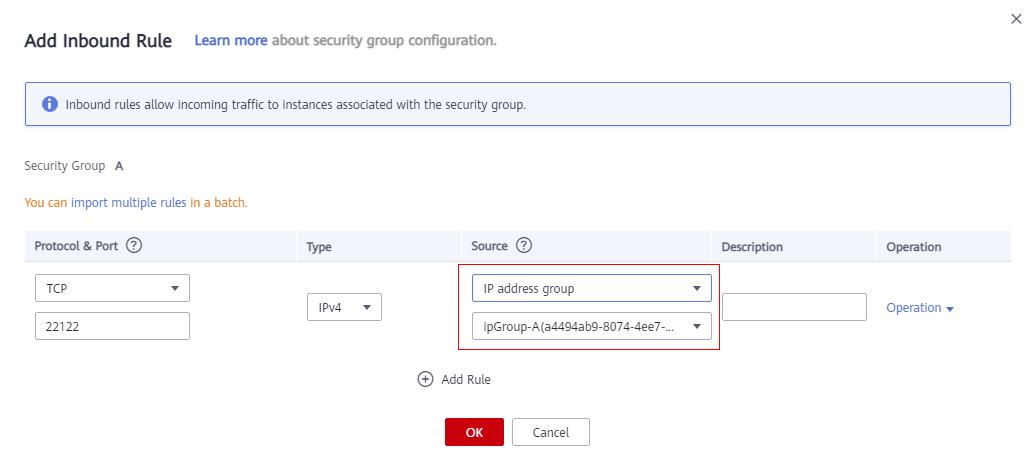 Add Inbound Rule Learn more about security group configuration.
Inbound rules allow incoming traffic to instances associated with the security group.
Security Group A
You can import multiple rules in a batch.
Protocol & Port Type Source Description Operation
TCP IP address group
IPv4 Operation
22122 ipGroup-A(a4494ab9-8074-4ee7-...
Add Rule
OK Cancel